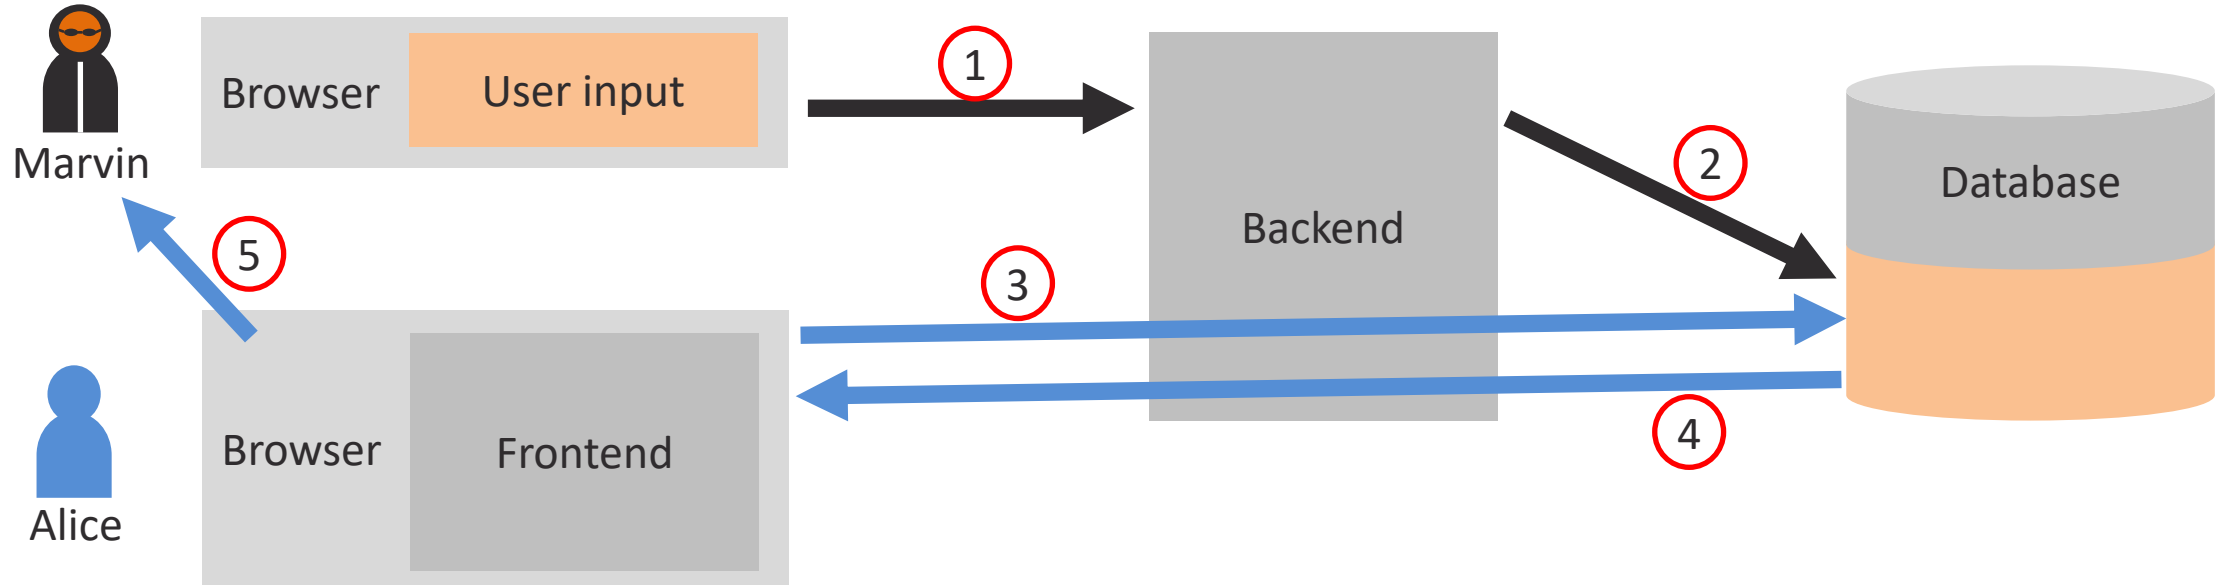 1
Browser
User input
Marvin
2
Database
Backend
5
3
Browser
Frontend
4
Alice